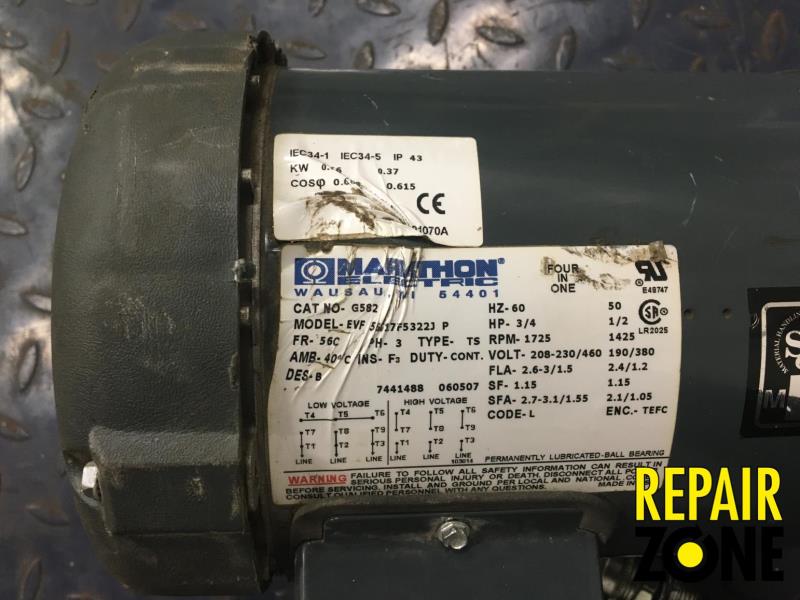 IEC34-1 IEC34-5 IP 43
KW 0.37
COSφ 0.615
CE
MARATHON®
ELECTRIC
WAUSAU, 54401
FOUR
IN
ONE
E49747
LR2025
CAT NO- G582 HZ-60 50
MODEL- P HP- 3/4 1/2
FR- 56C PH- 3 TYPE- TS RPM-1725 1425
AMB-40°C INS- DUTY-CONT. VOLT- 208-230/460 190/380
FLA- 2.6-3/1.5 2.4/1.2
DES-B SF- 1.15 1.15
7441488 060507 SFA- 2.7-3.1/1.55 2.1/1.05
CODE-L ENC.- TEFC
LOW VOLTAGE HIGH VOLTAGE
T4 T5 T6 T4 T5 T6
T7 T8 T9 T7 T8 T9
T1 T2 T3 T1 T2 T3
LINE LINE LINE LINE LINE LINE
103014
PERMANENTLY LUBRICATED-BALL BEARING
WARNING FAILURE TO FOLLOW ALL SAFETY INFORMATION CAN RESULT IN
SERIOUS PERSONAL INJURY OR DEATH. DISCONNECT ALL POWER
BEFORE SERVICING. INSTALL AND GROUND PER LOCAL AND NATIONAL
CONSULT QUALIFIED PERSONNEL WITH ANY QUESTIONS. MADE IN
MATERIAL HANDLING
M
REPAIR
ZONE